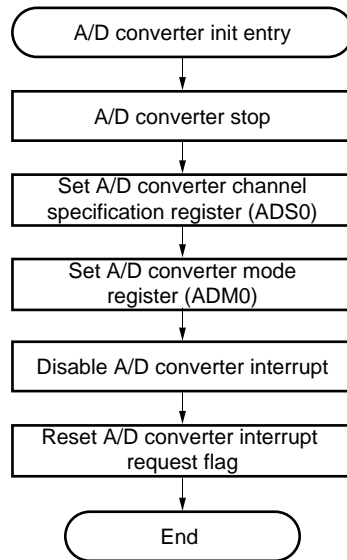 A/D converter init entry
A/D converter stop
Set A/D converter channel
specification register (ADS0)
Set A/D converter mode
register (ADM0)
Disable A/D converter interrupt
Reset A/D converter interrupt
request flag
End